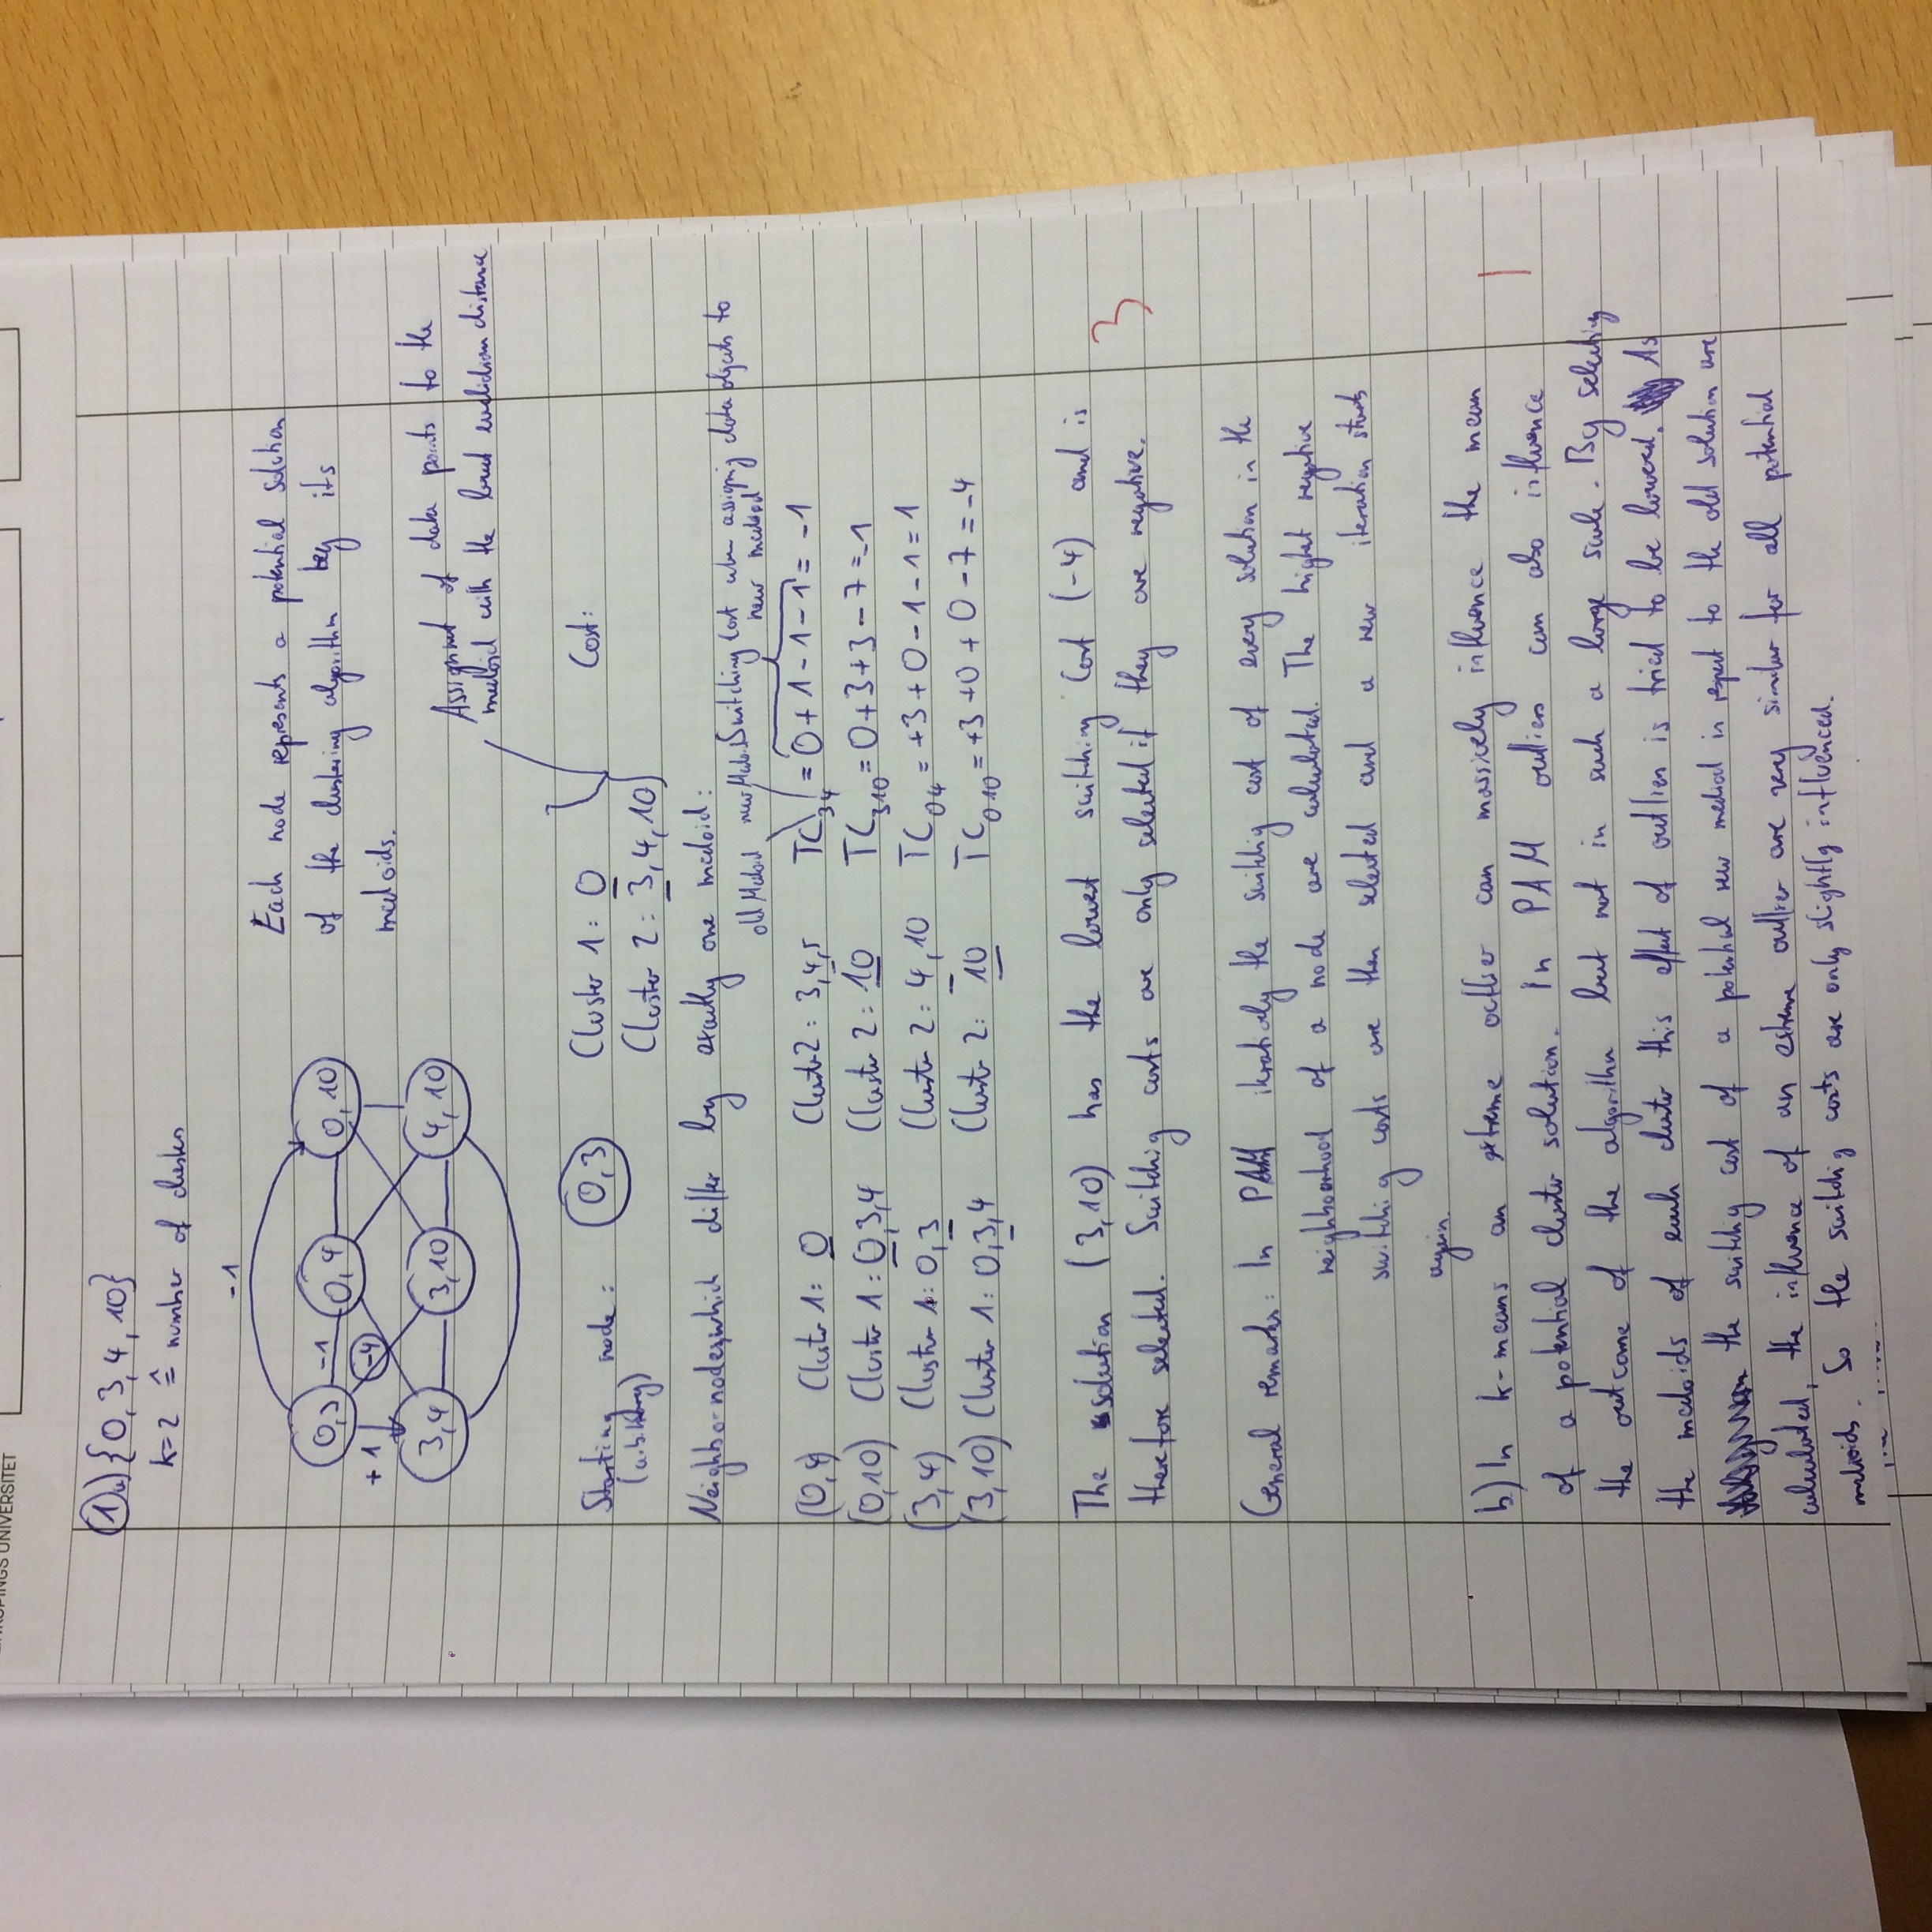 KÖPINGS UNIVERSITET
1 a) {0, 3, 4, 10}
k=2 ≙ number of clusters
-1
0,3 -1 0,4 0,10
+1 -4
3,4 3,10 4,10
Each node represents a potential solution
of the clustering algorithm by its
medoids.
Assignment of data points to the
medoid with the lowest euclidian distance
Starting node: 0,3 Cluster 1: 0 Cost:
(arbitrary) Cluster 2: 3,4,10
Neighbor nodes, which differ by exactly one medoid:
old Medoid new Medoid Switching Cost when assigning data objects to
new medoid
(0,4) Cluster 1: 0 Cluster 2: 3,4,5 TC34 = 0+1-1-1 = -1
(0,10) Cluster 1: 0,3,4 Cluster 2: 10 TC310 = 0+3+3-7 = -1
(3,4) Cluster 1: 0,3 Cluster 2: 4,10 TC04 = +3+0-1-1 = 1
(3,10) Cluster 1: 0,3,4 Cluster 2: 10 TC010 = +3+0+0-7 = -4
The solution (3,10) has the lowest switching Cost (-4) and is
therefore selected. Switching costs are only selected if they are negative.
3
General remarks: In PAM iteratively the switching cost of every solution in the
neighboorhood of a node are calculated. The highest negative
switching costs are then selected and a new iteration starts
again.
b) In k-means an extreme outlier can massively influence the mean
1
of a potential cluster solution. In PAM outliers can also influence
the outcome of the algorithm but not in such a large scale. By selecting
the medoids of each cluster this effect of outliers is tried to be lowered. As
the switching cost of a potential new mediod in respect to the old solution are
calculated, the influence of an extreme outlier are very similar for all potential
medioids. So the switching costs are only slightly influenced.